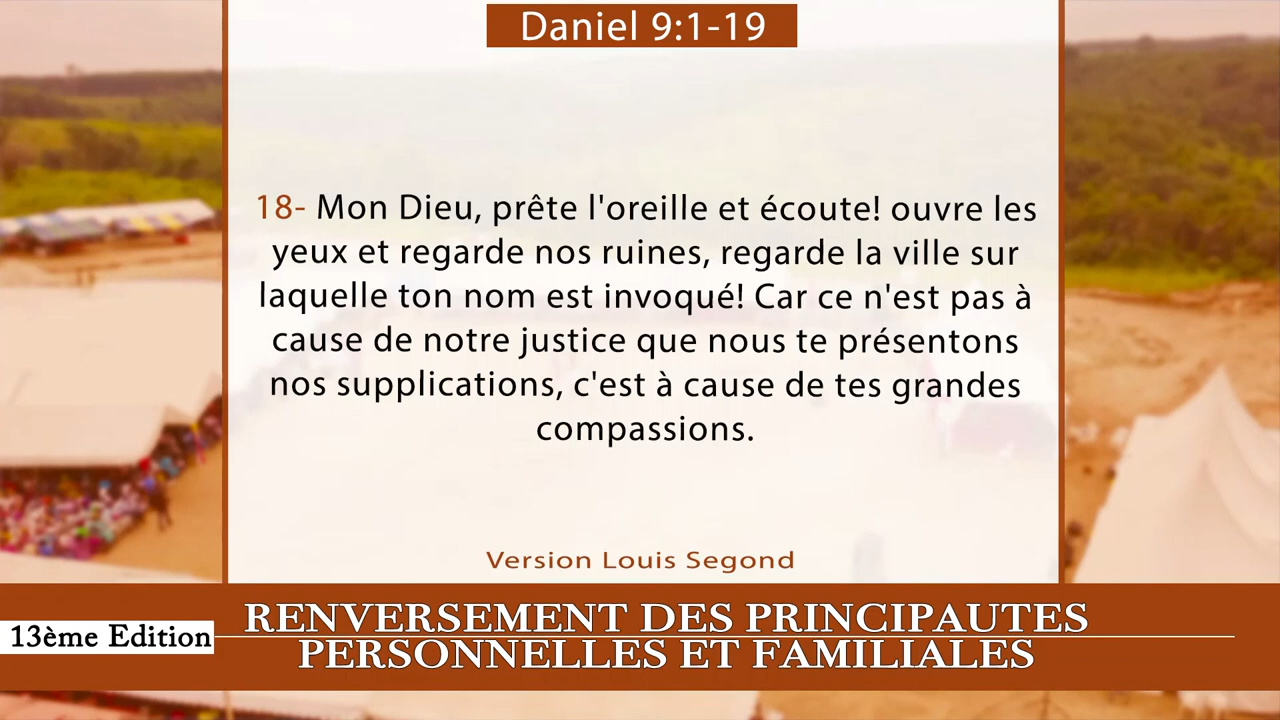 Daniel 9:1-19
18- Mon Dieu, prête l'oreille et écoute! ouvre les
yeux et regarde nos ruines, regarde la ville sur
laquelle ton nom est invoqué! Car ce n'est pas à
cause de notre justice que nous te présentons
nos supplications, c'est à cause de tes grandes
compassions.
Version Louis Segond
13ème Edition
RENVERSEMENT DES PRINCIPAUTES
PERSONNELLES ET FAMILIALES